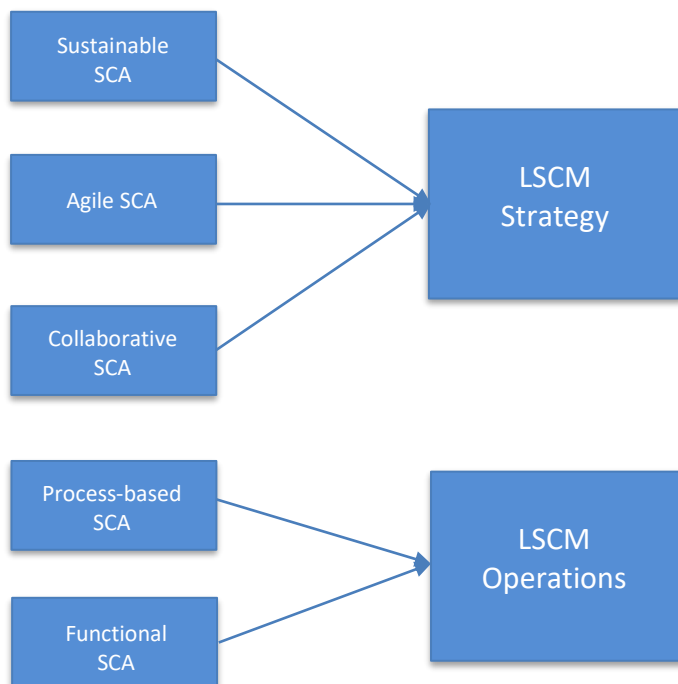 Sustainable
SCA
Agile SCA
Collaborative
SCA
LSCM
Strategy
Process-based
SCA
Functional
SCA
LSCM
Operations